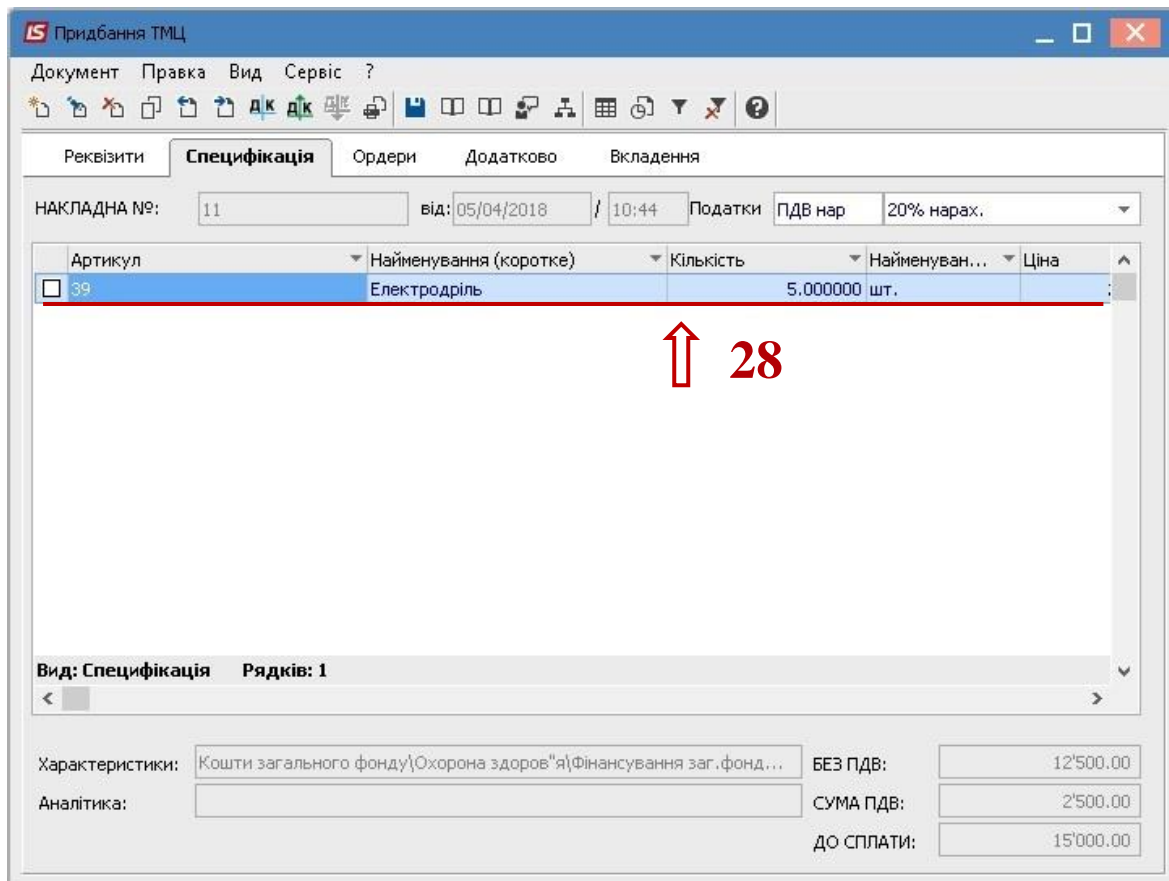 Придбання ТМЦ
Документ Правка Вид Сервіс ?
Реквізити Специфікація Ордери Додатково Вкладення
НАКЛАДНА №: 11 від: 05/04/2018 / 10:44 Податки ПДВ нар 20% нарах.
Артикул Найменування (коротке) Кількість Найменуван... Ціна
39 Електродріль 5.000000 шт.
28
Вид: Специфікація Рядків: 1
Характеристики: Кошти загального фонду\Охорона здоров"я\Фінансування заг.фонд... БЕЗ ПДВ: 12'500.00
Аналітика: СУМА ПДВ: 2'500.00
ДО СПЛАТИ: 15'000.00